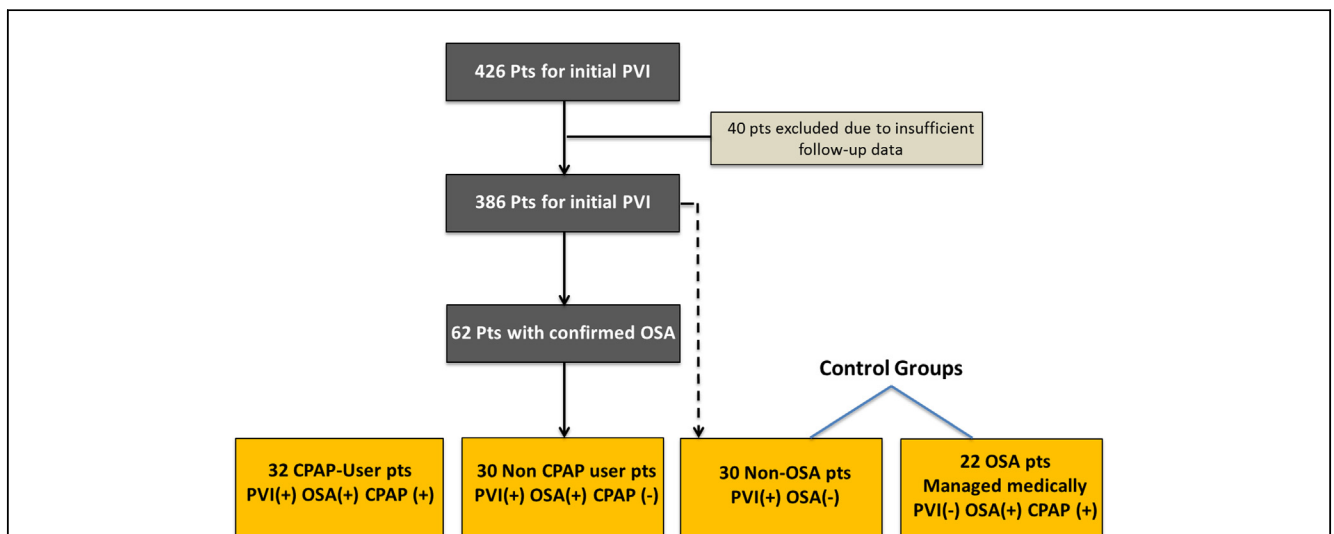 426 Pts for initial PVI
40 pts excluded due to insufficient
follow-up data
386 Pts for initial PVI
62 Pts with confirmed OSA
Control Groups
32 CPAP-User pts
PVI(+) OSA(+) CPAP (+)
30 Non CPAP user pts
PVI(+) OSA(+) CPAP (-)
30 Non-OSA pts
PVI(+) OSA(-)
22 OSA pts
Managed medically
PVI(-) OSA(+) CPAP (+)